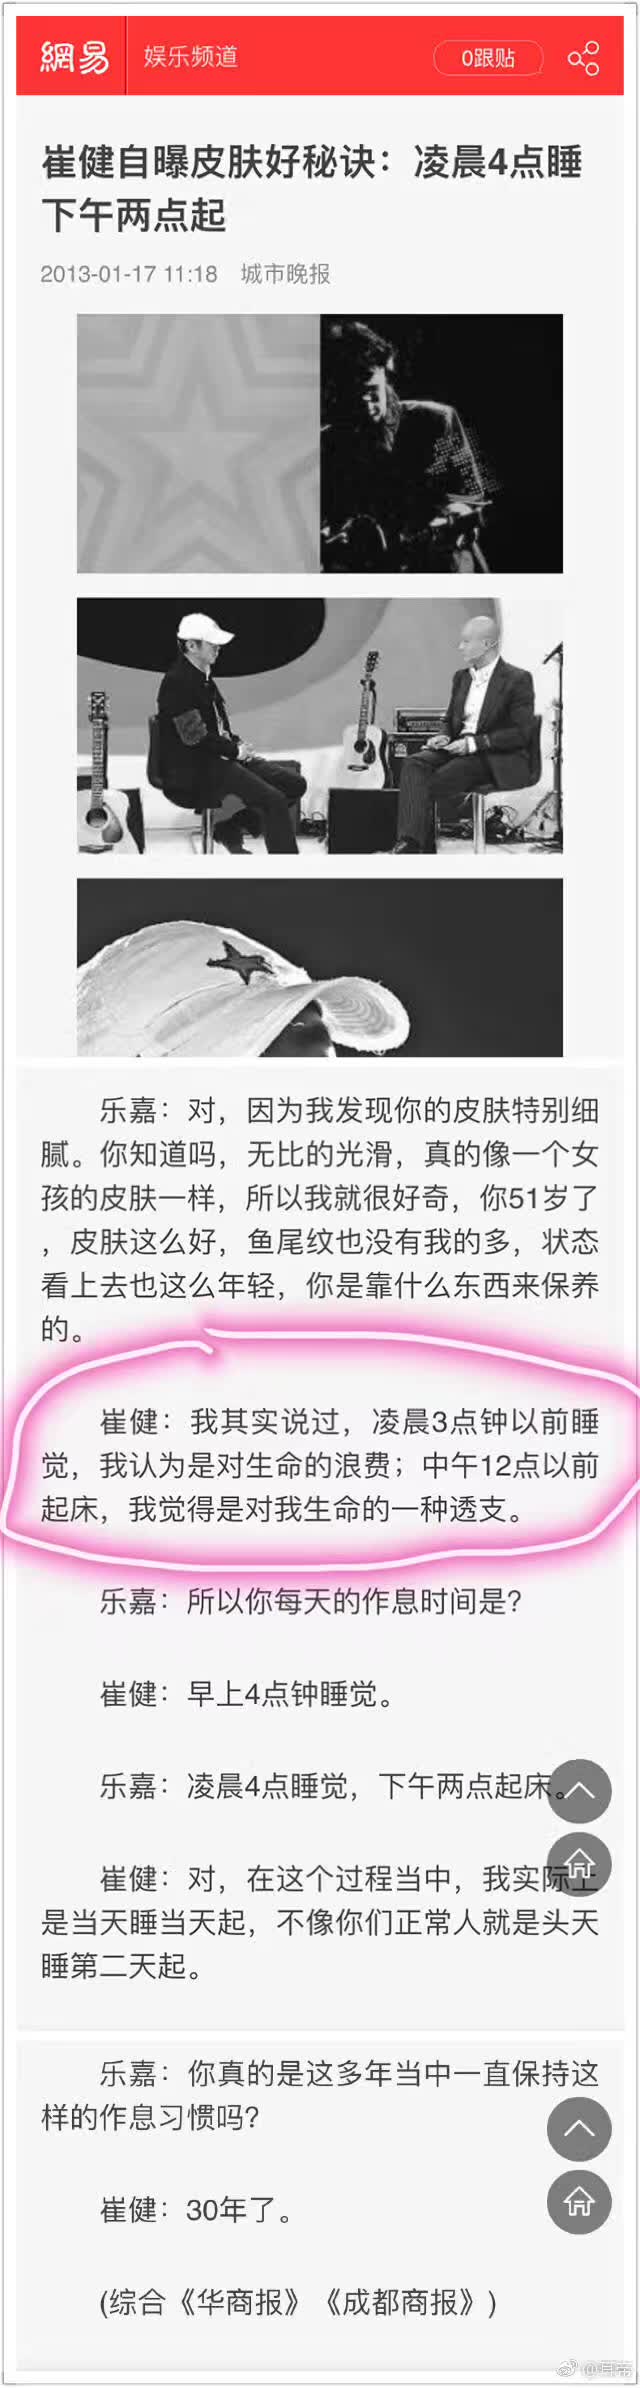 網易 娱乐频道 0跟贴
崔健自曝皮肤好秘诀：凌晨4点睡
下午两点起
2013-01-17 11:18 城市晚报
乐嘉：对，因为我发现你的皮肤特别细
腻。你知道吗，无比的光滑，真的像一个女
孩的皮肤一样，所以我就很好奇，你51岁了
，皮肤这么好，鱼尾纹也没有我的多，状态
看上去也这么年轻，你是靠什么东西来保养
的。
崔健：我其实说过，凌晨3点钟以前睡
觉，我认为是对生命的浪费；中午12点以前
起床，我觉得是对我生命的一种透支。
乐嘉：所以你每天的作息时间是？
崔健：早上4点钟睡觉。
乐嘉：凌晨4点睡觉，下午两点起床。
崔健：对，在这个过程当中，我实际上
是当天睡当天起，不像你们正常人就是头天
睡第二天起。
乐嘉：你真的是这多年当中一直保持这
样的作息习惯吗？
崔健：30年了。
(综合《华商报》《成都商报》)
@耳帝